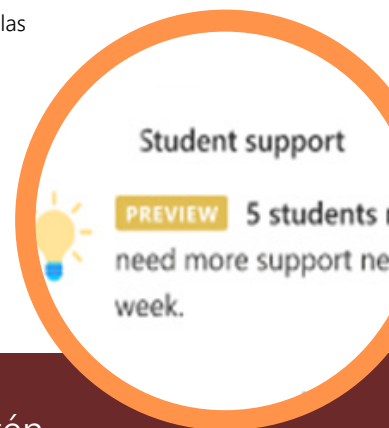 las
Student support
PREVIEW 5 students
need more support
week.